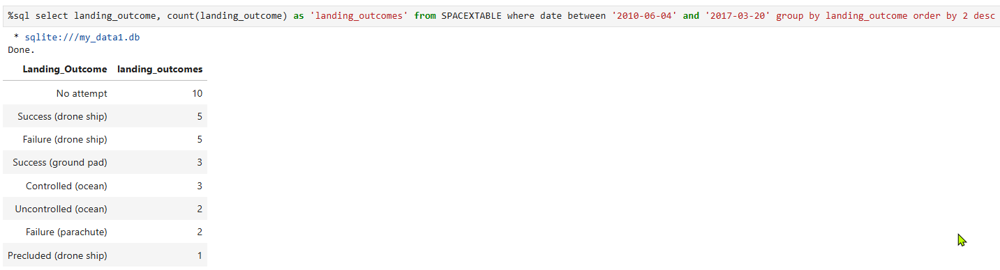 %sql select landing_outcome, count(landing_outcome) as 'landing_outcomes' from SPACEXTABLE where date between '2010-06-04' and '2017-03-20' group by landing_outcome order by 2 desc
* sqlite:///my_data1.db
Done.
Landing_Outcome landing_outcomes
No attempt 10
Success (drone ship) 5
Failure (drone ship) 5
Success (ground pad) 3
Controlled (ocean) 3
Uncontrolled (ocean) 2
Failure (parachute) 2
Precluded (drone ship) 1